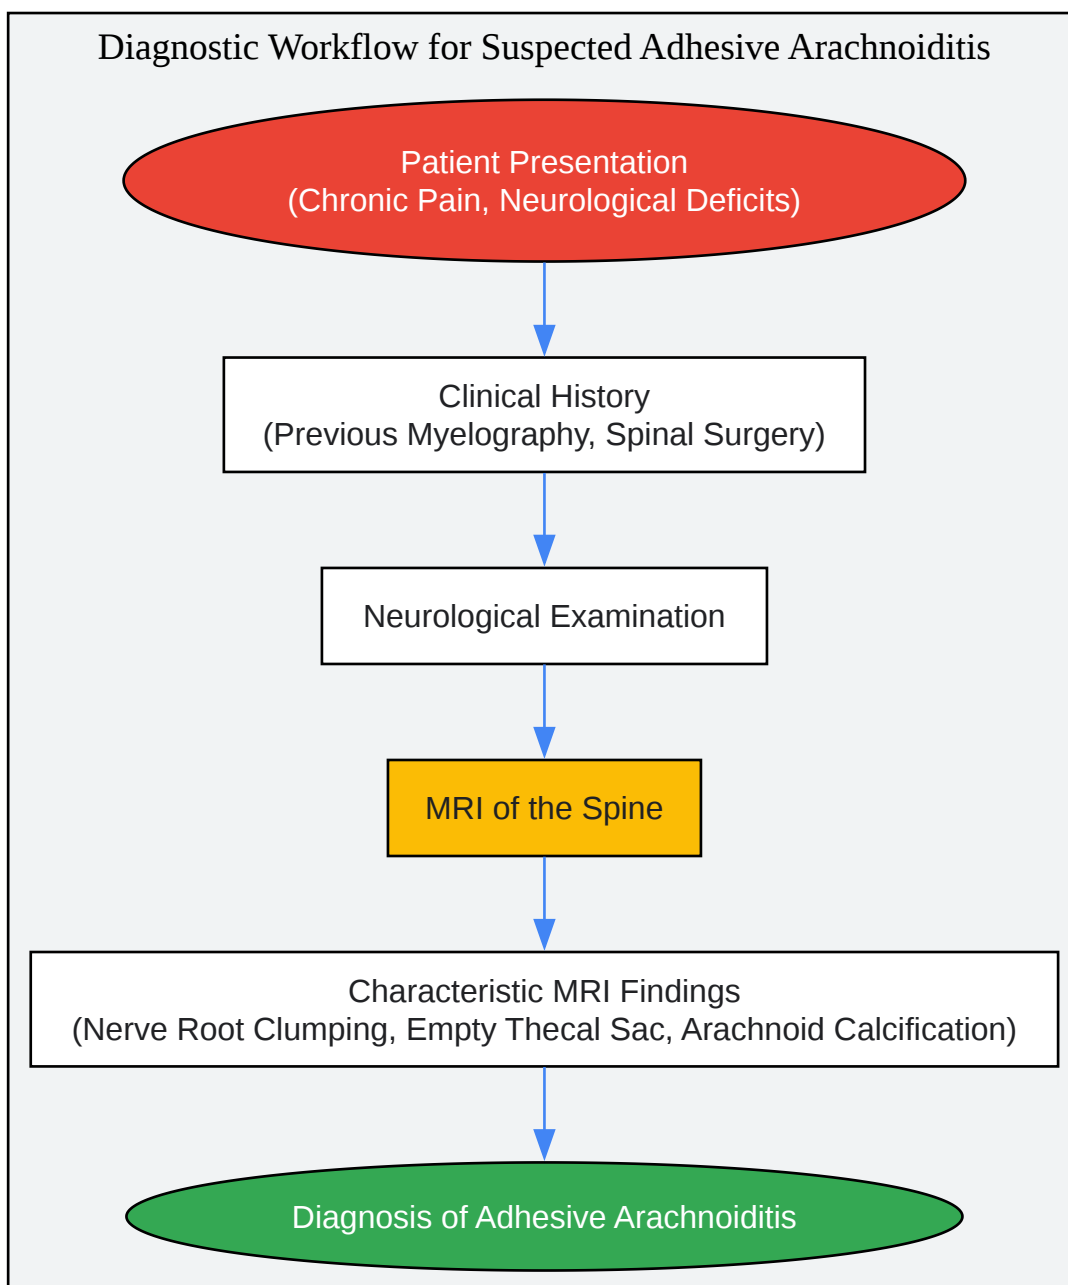 Diagnostic Workflow for Suspected Adhesive Arachnoiditis
Patient Presentation
(Chronic Pain, Neurological Deficits)
Clinical History
(Previous Myelography, Spinal Surgery)
Neurological Examination
MRI of the Spine
Characteristic MRI Findings
(Nerve Root Clumping, Empty Thecal Sac, Arachnoid Calcification)
Diagnosis of Adhesive Arachnoiditis